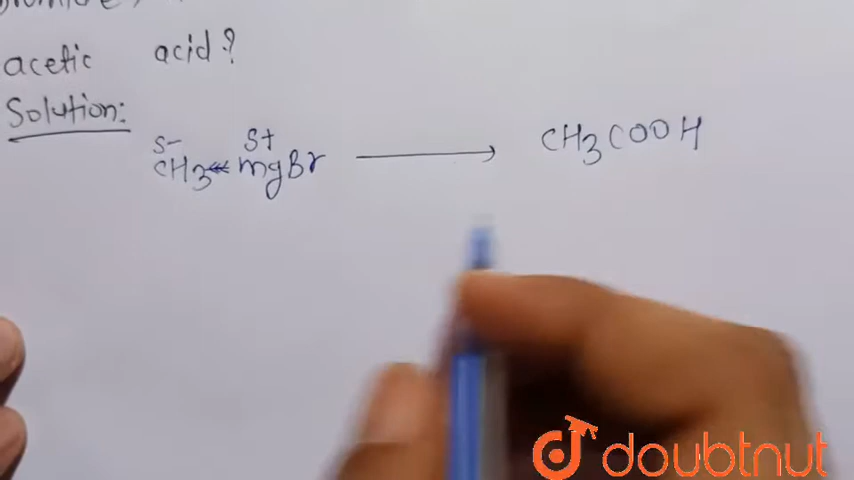 acetic acid?
Solution:
S- S+
CH3 mgBr → CH3COOH
doubtnut